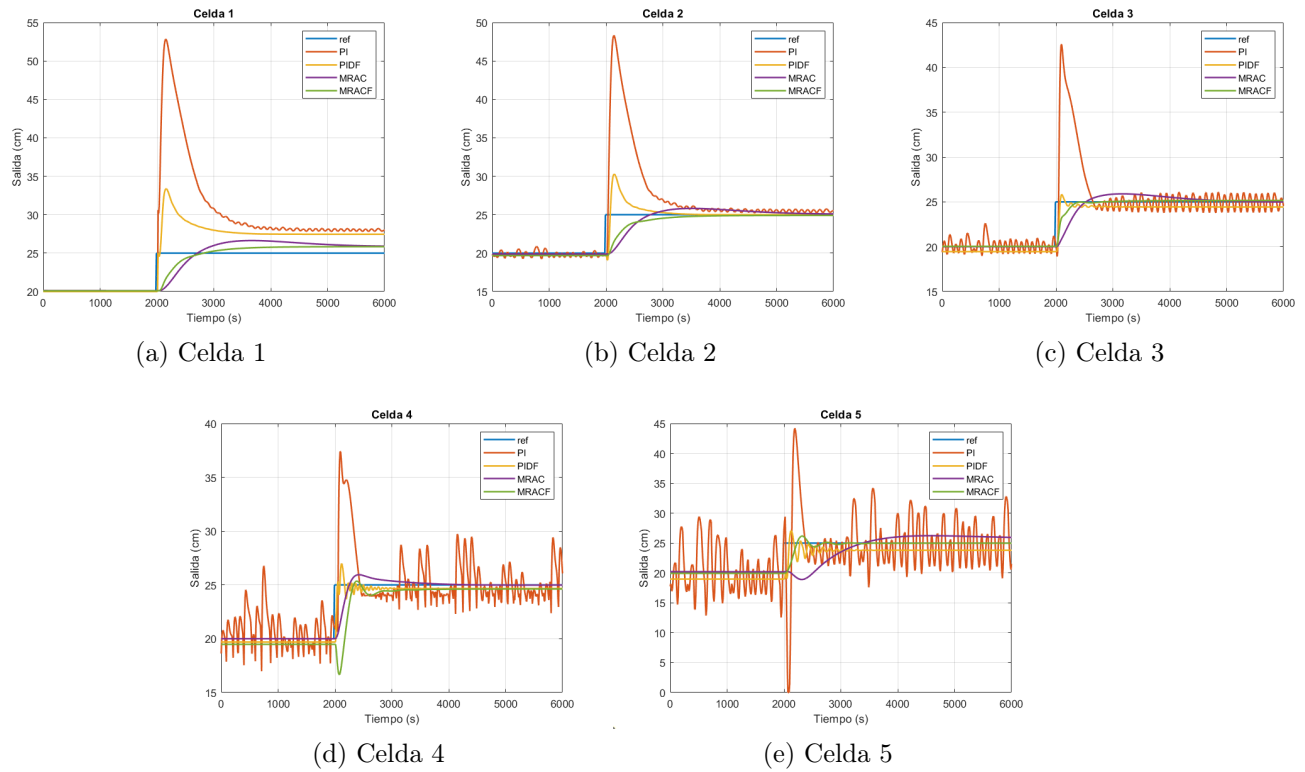 Celda 1
55
50
45
40
35
30
25
20
0 1000 2000 3000 4000 5000 6000
Salida (cm)
Tiempo (s)
ref
PI
PIDF
MRAC
MRACF
(a) Celda 1
Celda 2
50
45
40
35
30
25
20
15
0 1000 2000 3000 4000 5000 6000
Salida (cm)
Tiempo (s)
ref
PI
PIDF
MRAC
MRACF
(b) Celda 2
Celda 3
45
40
35
30
25
20
15
0 1000 2000 3000 4000 5000 6000
Salida (cm)
Tiempo (s)
ref
PI
PIDF
MRAC
MRACF
(c) Celda 3
Celda 4
40
35
30
25
20
15
0 1000 2000 3000 4000 5000 6000
Salida (cm)
Tiempo (s)
ref
PI
PIDF
MRAC
MRACF
(d) Celda 4
Celda 5
45
40
35
30
25
20
15
10
5
0
0 1000 2000 3000 4000 5000 6000
Salida (cm)
Tiempo (s)
ref
PI
PIDF
MRAC
MRACF
(e) Celda 5